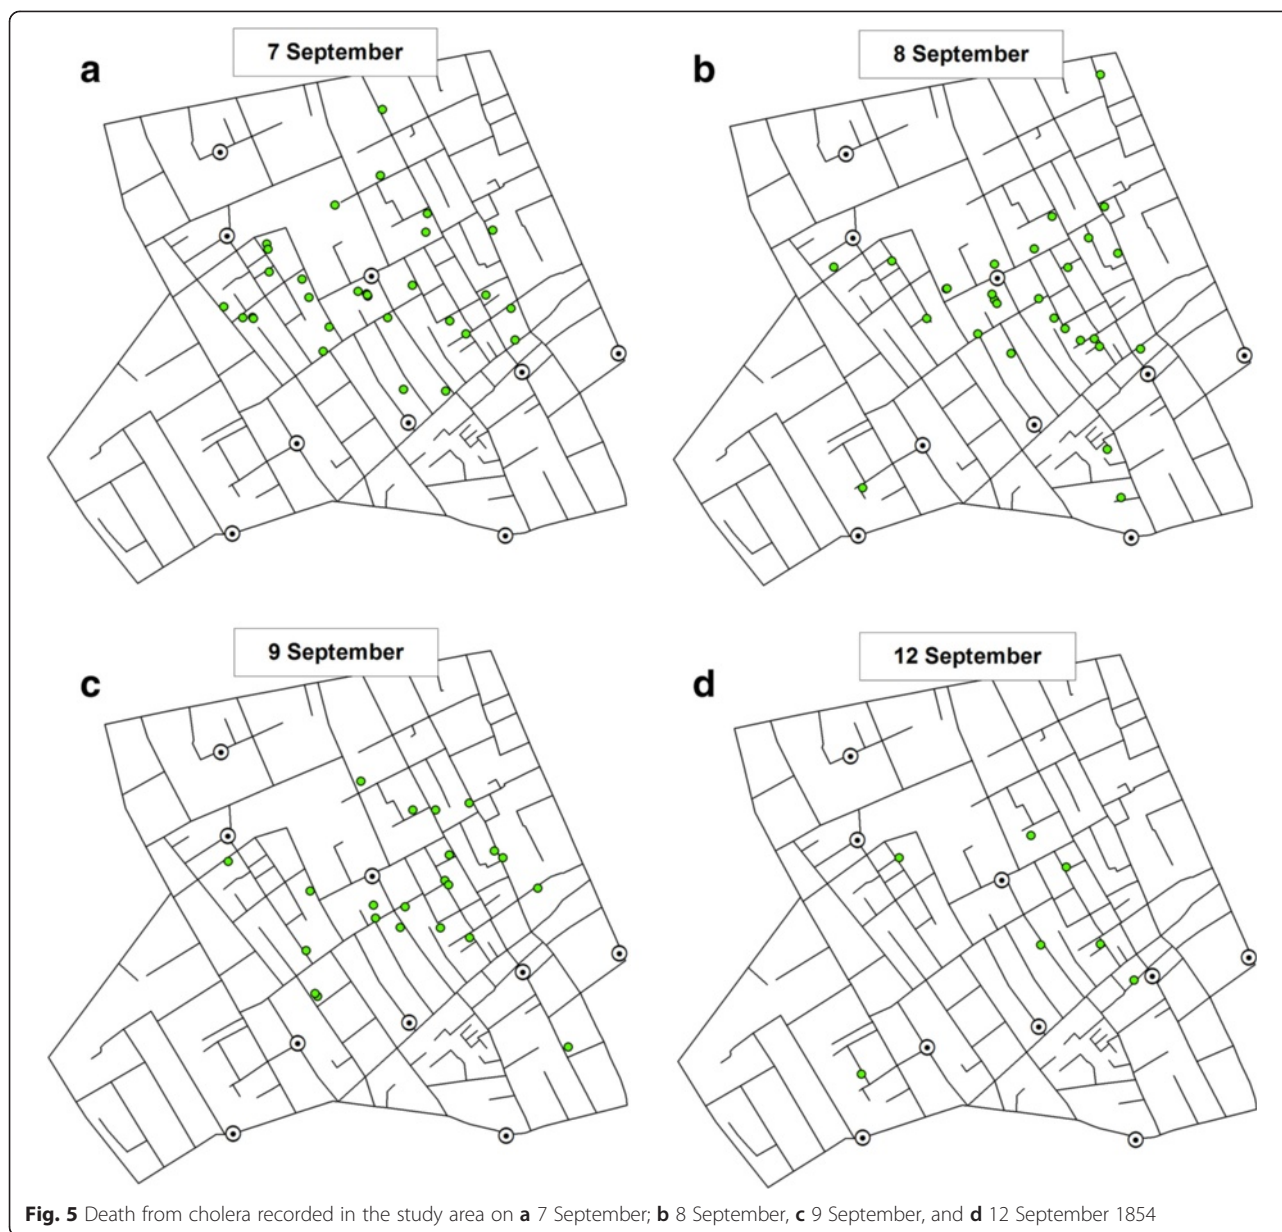 7 September
8 September
a
b
9 September
12 September
c
d
Fig. 5 Death from cholera recorded in the study area on a 7 September; b 8 September, c 9 September, and d 12 September 1854